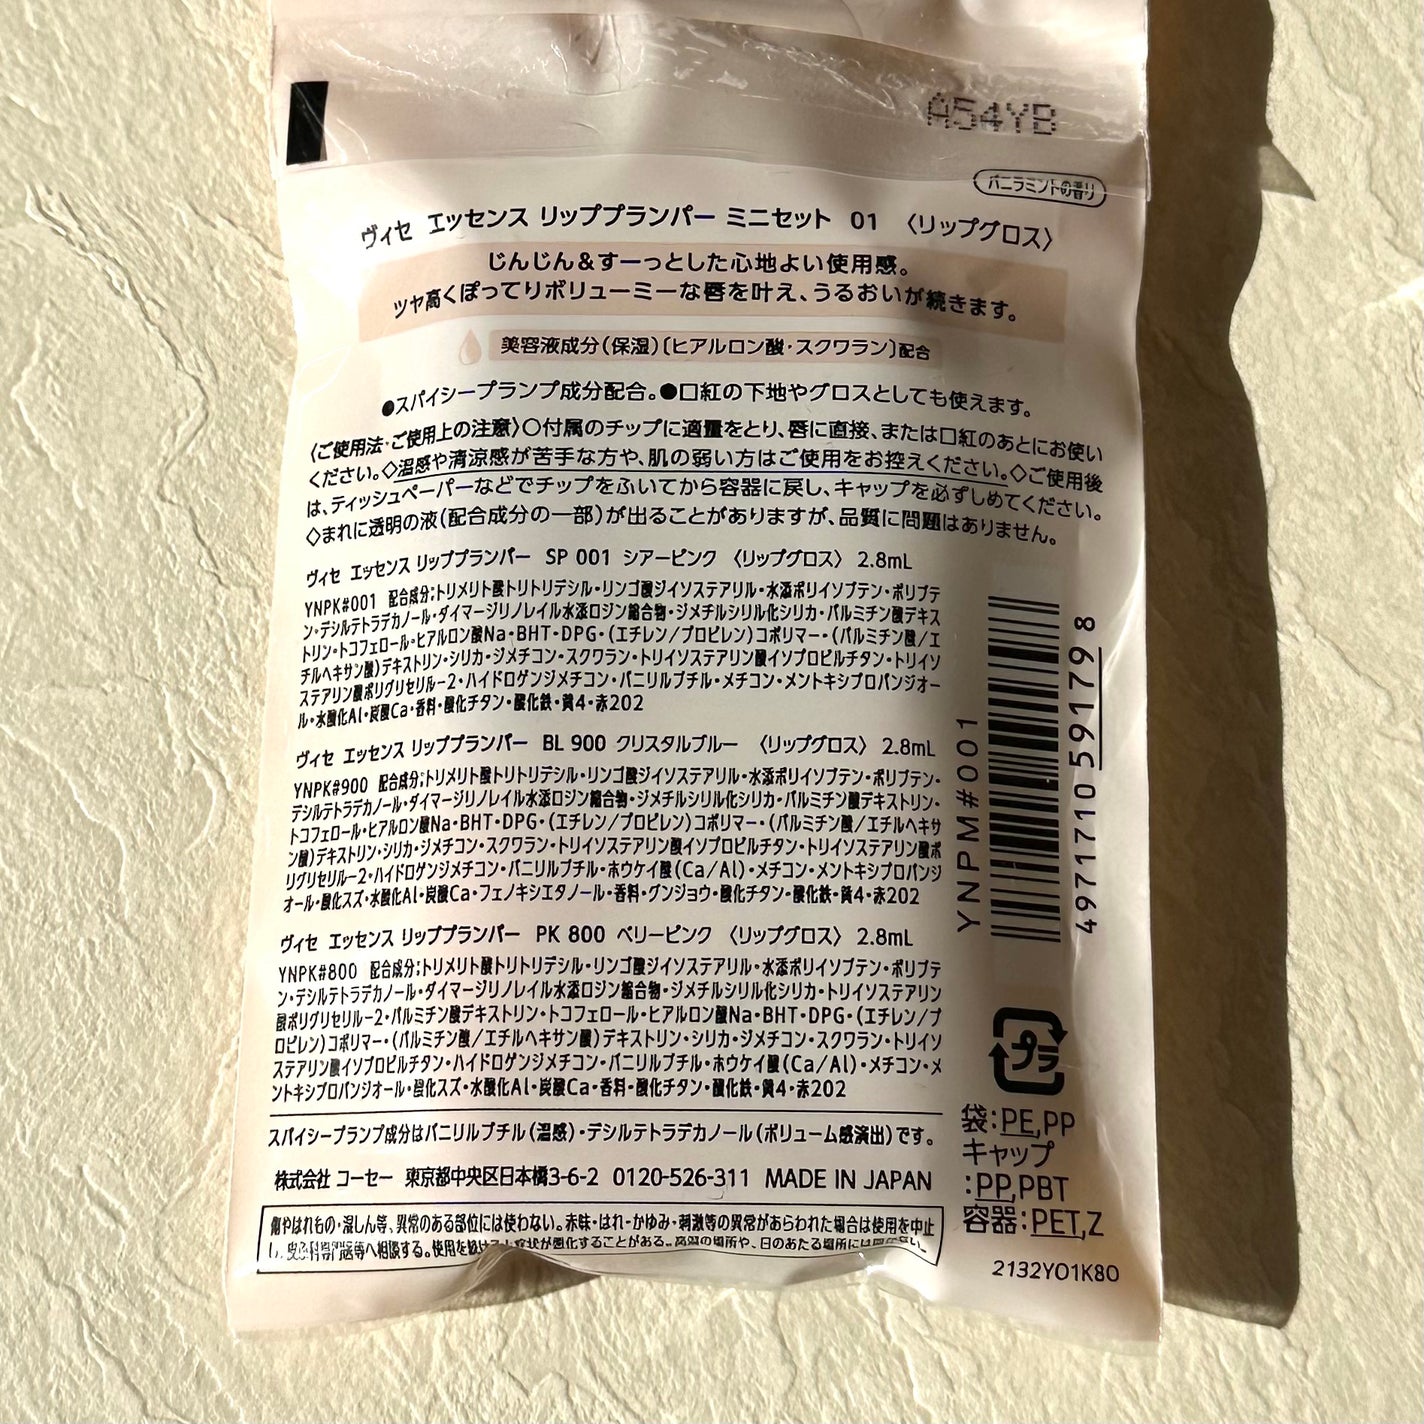 A54YB
バニラミントの香り
ヴィセ エッセンス リッププランパー ミニセット 01 〈リップグロス〉
じんじん&すーっとした心地よい使用感。
ツヤ高くぽってりボリューミーな唇を叶え、うるおいが続きます。
美容液成分(保湿)〔ヒアルロン酸・スクワラン〕配合
●スパイシープランプ成分配合。●口紅の下地やグロスとしても使えます。
〈ご使用法・ご使用上の注意〉○付属のチップに適量をとり、唇に直接、または口紅のあとにお使い
ください。◇温感や清涼感が苦手な方や、肌の弱い方はご使用をお控えください。◇ご使用後
は、ティッシュペーパーなどでチップをふいてから容器に戻し、キャップを必ずしめてください。
◇まれに透明の液(配合成分の一部)が出ることがありますが、品質に問題はありません。
ヴィセ エッセンス リッププランパー SP 001 シアーピンク 〈リップグロス〉 2.8mL
YNPK#001 配合成分:トリメリト酸トリトリデシル・リンゴ酸ジイソステアリル・水添ポリイソブテン・ポリブテ
ン・デシルテトラデカノール・ダイマージリノレイル水添ロジン縮合物・ジメチルシリル化シリカ・パルミチン酸デキス
トリン・トコフェロール・ヒアルロン酸Na・BHT・DPG・(エチレン/プロピレン)コポリマー・(パルミチン酸/エ
チルヘキサン酸)デキストリン・シリカ・ジメチコン・スクワラン・トリイソステアリン酸イソプロピルチタン・トリイソ
ステアリン酸ポリグリセリル-2・ハイドロゲンジメチコン・バニリルブチル・メチコン・メントキシプロパンジオー
ル・水酸化Al・炭酸Ca・香料・酸化チタン・酸化鉄・黄4・赤202
ヴィセ エッセンス リッププランパー BL 900 クリスタルブルー 〈リップグロス〉 2.8mL
YNPK#900 配合成分:トリメリト酸トリトリデシル・リンゴ酸ジイソステアリル・水添ポリイソブテン・ポリブテン・
デシルテトラデカノール・ダイマージリノレイル水添ロジン縮合物・ジメチルシリル化シリカ・パルミチン酸デキストリン・
トコフェロール・ヒアルロン酸Na・BHT・DPG・(エチレン/プロピレン)コポリマー・(パルミチン酸/エチルヘキサ
ン酸)デキストリン・シリカ・ジメチコン・スクワラン・トリイソステアリン酸イソプロピルチタン・トリイソステアリン酸ポ
リグリセリル-2・ハイドロゲンジメチコン・バニリルブチル・ホウケイ酸(Ca/Al)・メチコン・メントキシプロパンジ
オール・酸化スズ・水酸化Al・炭酸Ca・フェノキシエタノール・香料・グンジョウ・酸化チタン・酸化鉄・黄4・赤202
ヴィセ エッセンス リッププランパー PK 800 ベリーピンク 〈リップグロス〉 2.8mL
YNPK#800 配合成分:トリメリト酸トリトリデシル・リンゴ酸ジイソステアリル・水添ポリイソブテン・ポリブテ
ン・デシルテトラデカノール・ダイマージリノレイル水添ロジン縮合物・ジメチルシリル化シリカ・トリイソステアリン
酸ポリグリセリル-2・パルミチン酸デキストリン・トコフェロール・ヒアルロン酸Na・BHT・DPG・(エチレン/プ
ロピレン)コポリマー・(パルミチン酸/エチルヘキサン酸)デキストリン・シリカ・ジメチコン・スクワラン・トリイソ
ステアリン酸イソプロピルチタン・ハイドロゲンジメチコン・バニリルブチル・ホウケイ酸(Ca/Al)・メチコン・メ
ントキシプロパンジオール・酸化スズ・水酸化Al・炭酸Ca・香料・酸化チタン・酸化鉄・黄4・赤202
スパイシープランプ成分はバニリルブチル(温感)・デシルテトラデカノール(ボリューム感演出)です。
株式会社 コーセー 東京都中央区日本橋3-6-2 0120-526-311 MADE IN JAPAN
傷やはれもの・湿しん等、異常のある部位には使わない。赤味・はれ・かゆみ・刺激等の異常があらわれた場合は使用を中止
し、皮ふ科専門医等へ相談する。使用を続けると症状が悪化することがある。高温の場所や、日のあたる場所には
YNPM#001
4971710 591798
プラ
袋:PE,PP
キャップ
:PP,PBT
容器:PET,Z
2132Y01K80